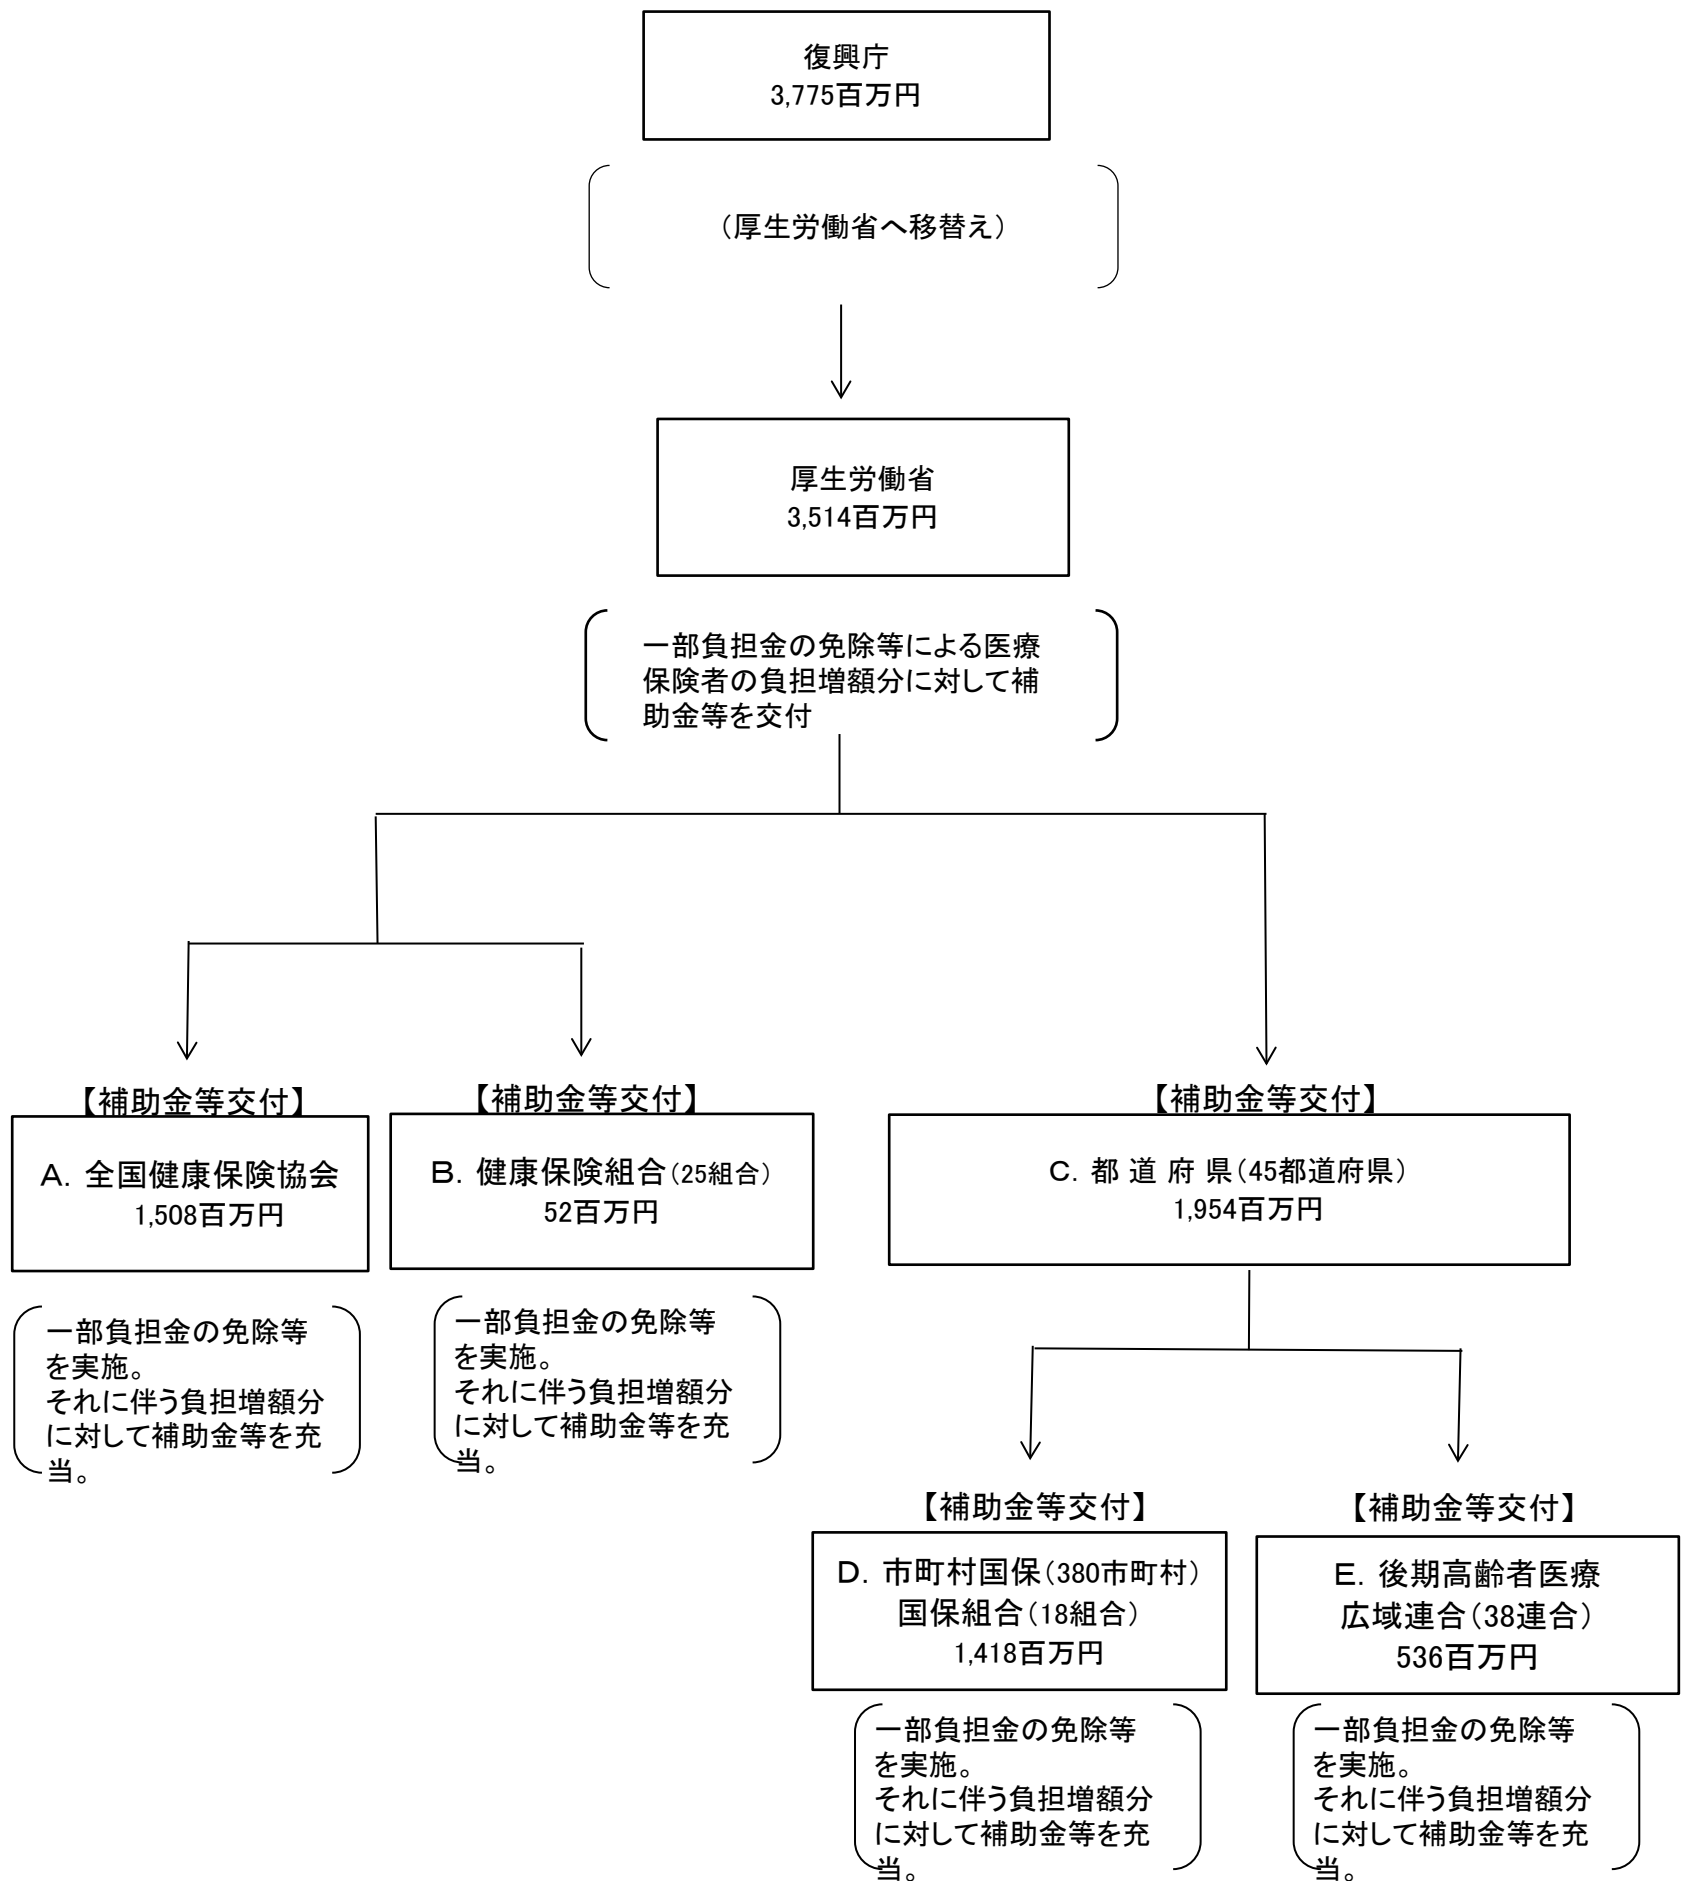 復興庁
3,775百万円
（厚生労働省へ移替え）
厚生労働省
3,514百万円
一部負担金の免除等による医療
保険者の負担増額分に対して補
助金等を交付
【補助金等交付】
A．全国健康保険協会
1,508百万円
一部負担金の免除等
を実施。
それに伴う負担増額分
に対して補助金等を充
当。
【補助金等交付】
B．健康保険組合（25組合）
52百万円
一部負担金の免除等
を実施。
それに伴う負担増額分
に対して補助金等を充
当。
【補助金等交付】
C．都 道 府 県（45都道府県）
1,954百万円
【補助金等交付】
D．市町村国保（380市町村）
国保組合（18組合）
1,418百万円
一部負担金の免除等
を実施。
それに伴う負担増額分
に対して補助金等を充
当。
【補助金等交付】
E．後期高齢者医療
広域連合（38連合）
536百万円
一部負担金の免除等
を実施。
それに伴う負担増額分
に対して補助金等を充
当。